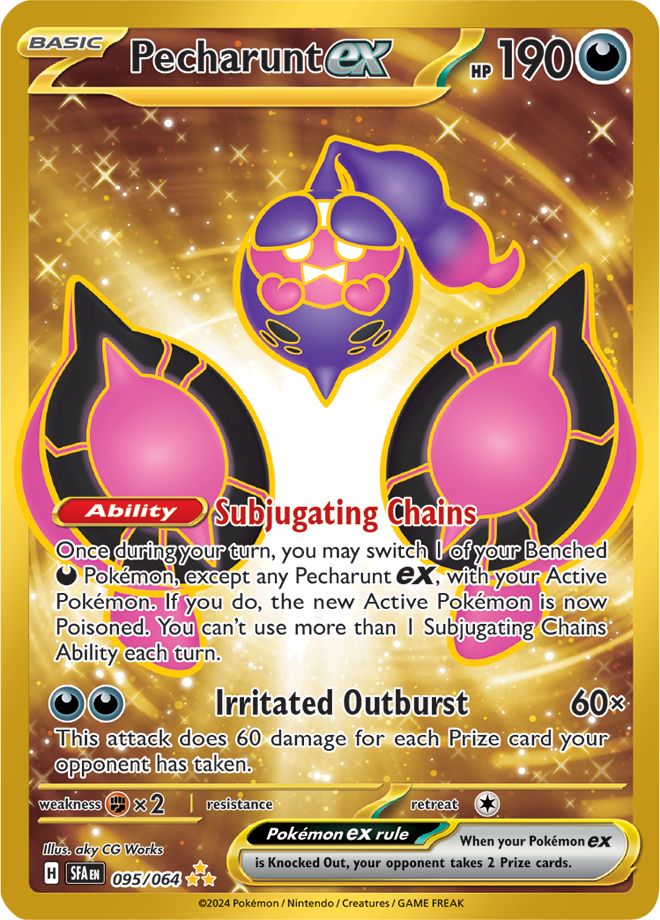 BASIC Pecharunt ex HP 190
Ability Subjugating Chains
Once during your turn, you may switch 1 of your Benched
Pokémon, except any Pecharunt ex, with your Active
Pokémon. If you do, the new Active Pokémon is now
Poisoned. You can't use more than 1 Subjugating Chains
Ability each turn.
Irritated Outburst 60×
This attack does 60 damage for each Prize card your
opponent has taken.
weakness ×2 resistance retreat
Pokémon ex rule When your Pokémon ex
is Knocked Out, your opponent takes 2 Prize cards.
Illus. aky CG Works
H SFA EN 095/064
©2024 Pokémon / Nintendo / Creatures / GAME FREAK